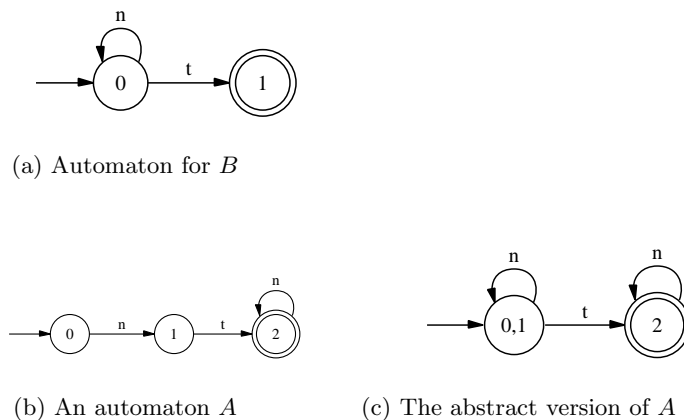 n
0 t 1
(a) Automaton for B
n n
0 n 1 t 2
0,1 t 2
(b) An automaton A
(c) The abstract version of A